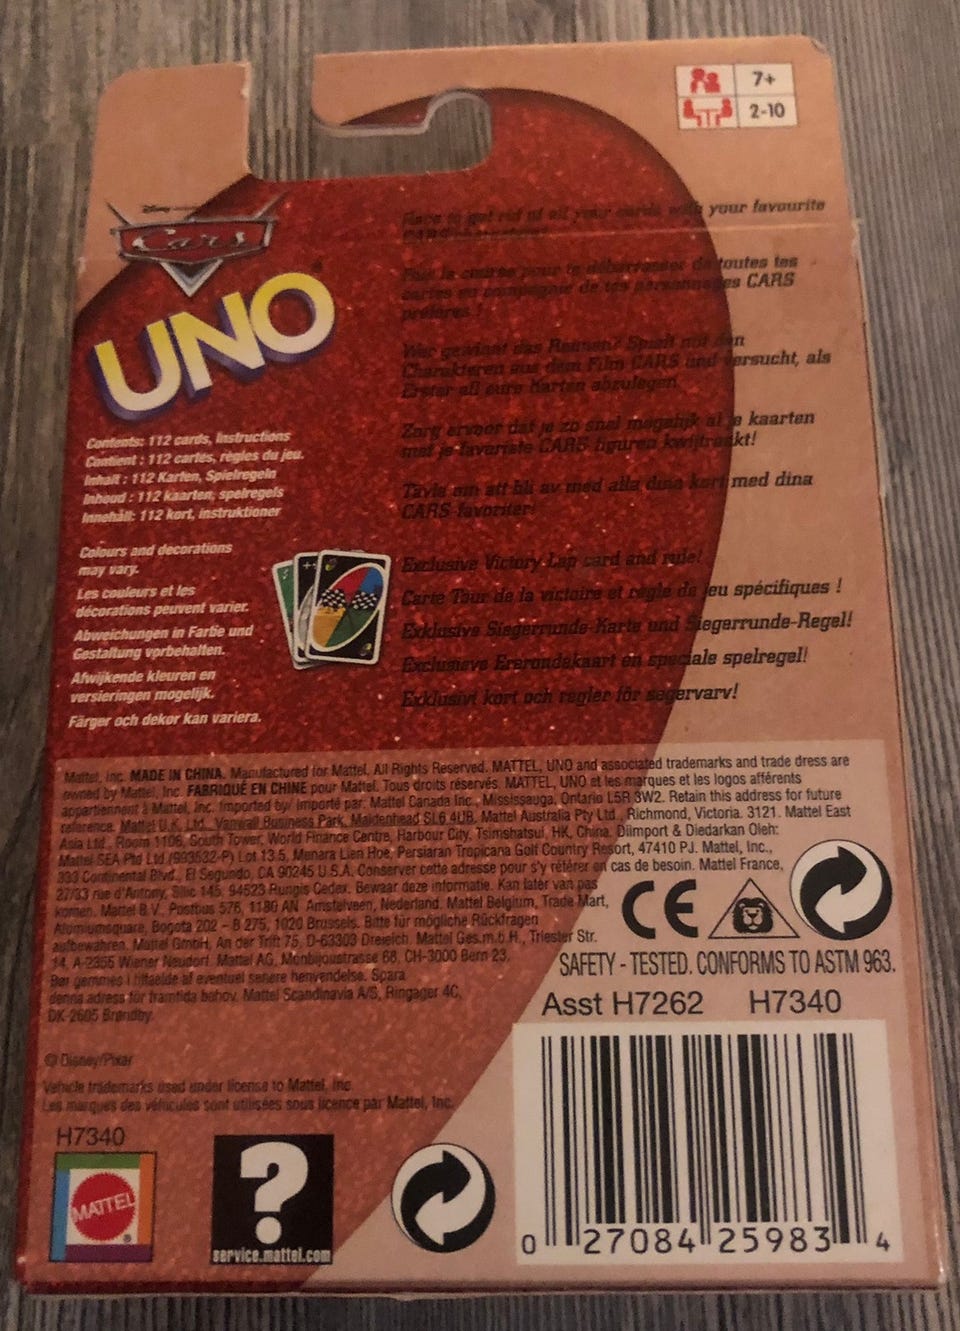 7+
2-10
Disney
Cars
UNO
Race to get rid of all your cards with your favourite
CARS characters!
Fais la course pour te débarrasser de toutes tes
cartes en compagnie de tes personnages CARS
préférés !
Wer gewinnt das Rennen? Spielt mit den
Charakteren aus dem Film CARS und versucht, als
Erster all eure Karten abzulegen.
Zorg ervoor dat je zo snel mogelijk al je kaarten
met je favoriete CARS figuren kwijtraakt!
Tävla om att bli av med alla dina kort med dina
CARS-favoriter!
Exclusive Victory Lap card and rule!
Carte Tour de la victoire et règle de jeu spécifiques !
Exklusive Siegerrunde-Karte und Siegerrunde-Regel!
Exclusieve Ererondekaart en speciale spelregel!
Exklusivt kort och regler för segervarv!
Contents: 112 cards, Instructions
Contient : 112 cartes, règles du jeu.
Inhalt : 112 Karten, Spielregeln
Inhoud : 112 kaarten, spelregels
Innehåll: 112 kort, instruktioner
Colours and decorations
may vary.
Les couleurs et les
décorations peuvent varier.
Abweichungen in Farbe und
Gestaltung vorbehalten.
Afwijkende kleuren en
versieringen mogelijk.
Färger och dekor kan variera.
Mattel, Inc. MADE IN CHINA. Manufactured for Mattel. All Rights Reserved. MATTEL, UNO and associated trademarks and trade dress are
owned by Mattel, Inc. FABRIQUÉ EN CHINE pour Mattel. Tous droits réservés. MATTEL, UNO et les marques et les logos afférents
appartiennent à Mattel, Inc. Imported by/ Importé par: Mattel Canada Inc., Mississauga, Ontario L5R 3W2. Retain this address for future
reference. Mattel U.K. Ltd., Vanwall Business Park, Maidenhead SL6 4UB. Mattel Australia Pty Ltd., Richmond, Victoria. 3121. Mattel East
Asia Ltd., Room 1106, South Tower, World Finance Centre, Harbour City, Tsimshatsui, HK, China. Diimport & Diedarkan Oleh:
Mattel SEA Ptd Ltd.(993532-P) Lot 13.5, Menara Lien Hoe, Persiaran Tropicana Golf Country Resort, 47410 PJ. Mattel, Inc.,
333 Continental Blvd., El Segundo, CA 90245 U.S.A. Conserver cette adresse pour s'y référer en cas de besoin. Mattel France,
27/33 rue d'Antony, Silic 145, 94523 Rungis Cedex. Bewaar deze informatie. Kan later van pas
komen. Mattel B.V., Postbus 576, 1180 AN Amstelveen, Nederland. Mattel Belgium, Trade Mart,
Atomiumsquare, Bogota 202 - B 275, 1020 Brussels. Bitte für mögliche Rückfragen
aufbewahren. Mattel GmbH, An der Trift 75, D-63303 Dreieich. Mattel Ges.m.b.H., Triester Str.
14, A-2355 Wiener Neudorf. Mattel AG, Monbijoustrasse 68, CH-3000 Bern 23.
Bør gemmes i tilfælde af eventuel senere henvendelse. Spara
denna adress för framtida behov. Mattel Scandinavia A/S, Ringager 4C,
DK-2605 Brøndby.
CE
SAFETY - TESTED. CONFORMS TO ASTM 963.
Asst H7262 H7340
© Disney/Pixar
Vehicle trademarks used under license to Mattel, Inc.
Les marques des véhicules sont utilisées sous licence par Mattel, Inc.
H7340
MATTEL
?
service.mattel.com
0 27084 25983 4